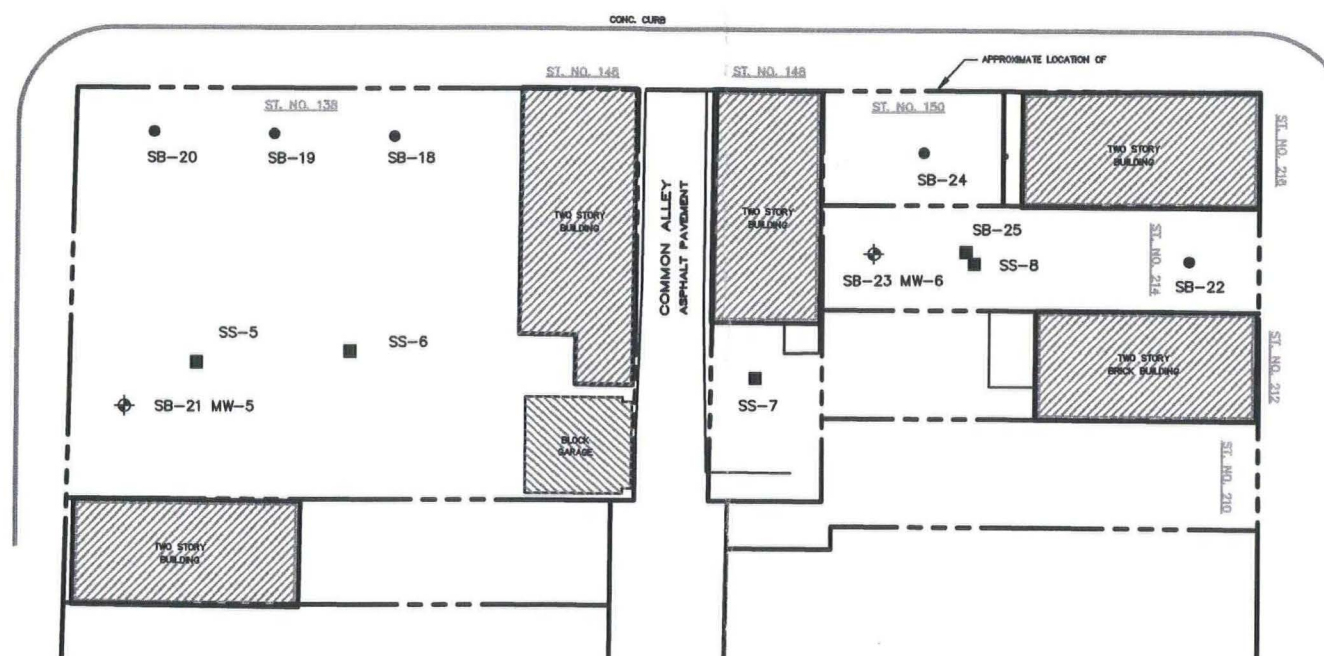 CONC. CURB
APPROXIMATE LOCATION OF
ST. NO. 146
ST. NO. 148
ST. NO. 138
ST. NO. 150
SB-20
SB-19
SB-18
SB-24
TWO STORY
BUILDING
ST. NO. 216
TWO STORY
BUILDING
COMMON ALLEY
ASPHALT PAVEMENT
TWO STORY
BUILDING
SB-25
SS-8
SB-23 MW-6
ST. NO. 214
SB-22
SS-5
SS-6
SS-7
TWO STORY
BRICK BUILDING
ST. NO. 212
SB-21 MW-5
BLOCK
GARAGE
ST. NO. 210
TWO STORY
BUILDING